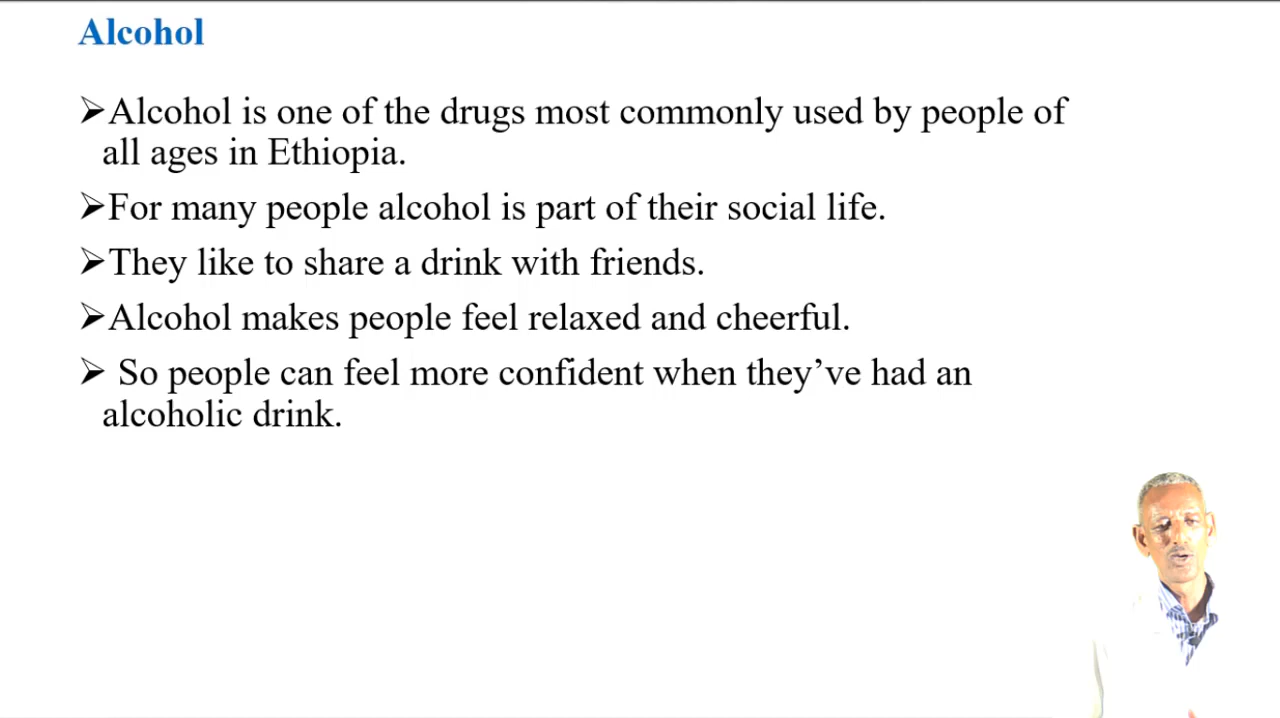 Alcohol
➢Alcohol is one of the drugs most commonly used by people of
all ages in Ethiopia.
➢For many people alcohol is part of their social life.
➢They like to share a drink with friends.
➢Alcohol makes people feel relaxed and cheerful.
➢ So people can feel more confident when they’ve had an
alcoholic drink.